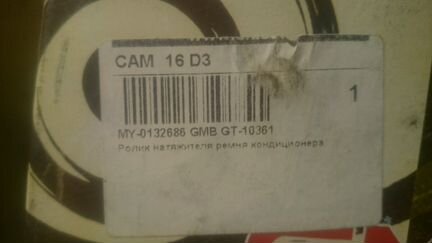 CAM 16 D3
1
MY-0132686 GMB GT-10361
Ролик натяжителя ремня кондиционера